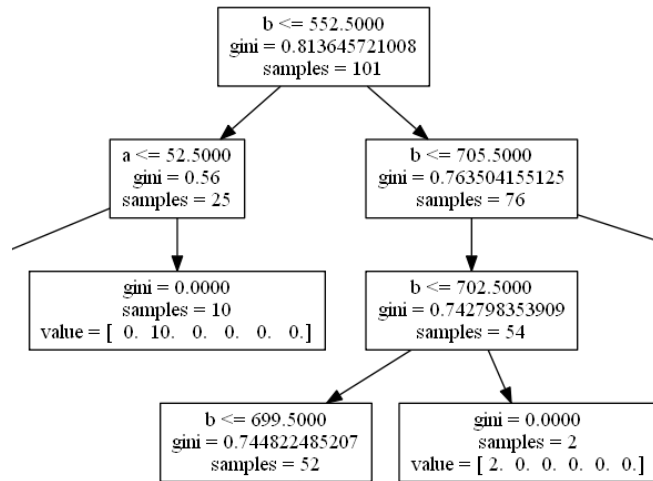 b <= 552.5000
gini = 0.813645721008
samples = 101
a <= 52.5000
gini = 0.56
samples = 25
b <= 705.5000
gini = 0.763504155125
samples = 76
gini = 0.0000
samples = 10
value = [  0.  10.   0.   0.   0.   0.]
b <= 702.5000
gini = 0.742798353909
samples = 54
b <= 699.5000
gini = 0.744822485207
samples = 52
gini = 0.0000
samples = 2
value = [ 2.  0.  0.  0.  0.  0.]